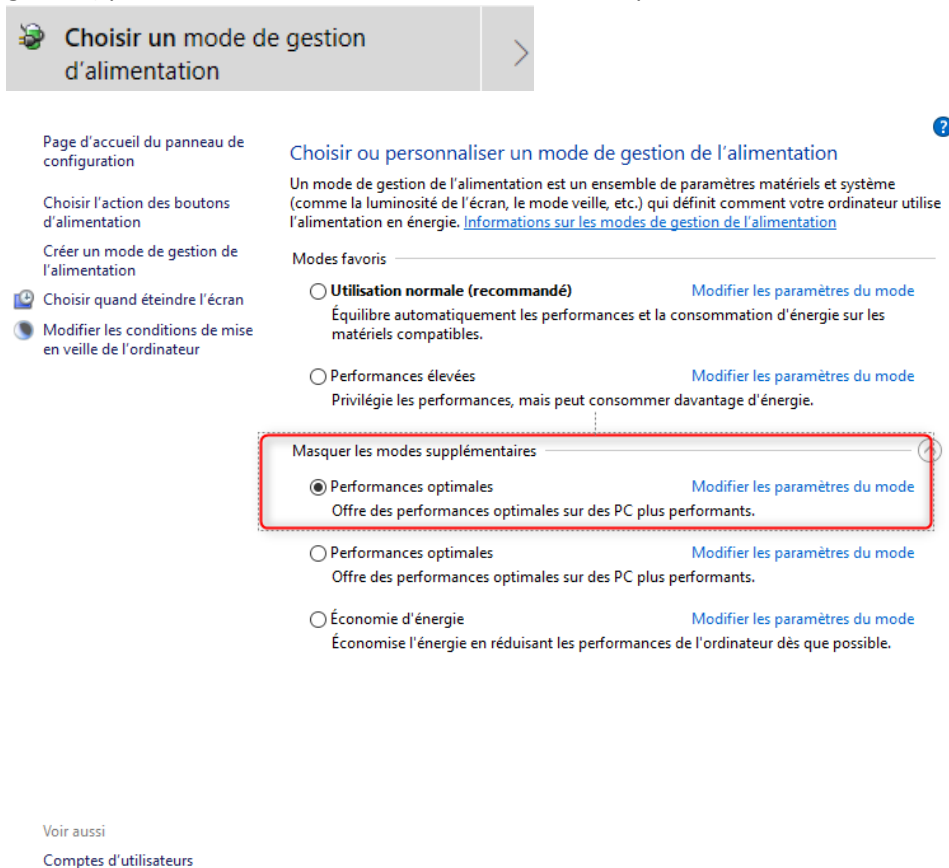 Choisir un mode de gestion
d'alimentation
Page d'accueil du panneau de
configuration
Choisir l'action des boutons
d'alimentation
Créer un mode de gestion de
l'alimentation
Choisir quand éteindre l'écran
Modifier les conditions de mise
en veille de l'ordinateur
?
Choisir ou personnaliser un mode de gestion de l'alimentation
Un mode de gestion de l'alimentation est un ensemble de paramètres matériels et système
(comme la luminosité de l'écran, le mode veille, etc.) qui définit comment votre ordinateur utilise
l'alimentation en énergie. Informations sur les modes de gestion de l'alimentation
Modes favoris
Utilisation normale (recommandé) Modifier les paramètres du mode
Équilibre automatiquement les performances et la consommation d'énergie sur les
matériels compatibles.
Performances élevées Modifier les paramètres du mode
Privilégie les performances, mais peut consommer davantage d'énergie.
Masquer les modes supplémentaires
Performances optimales Modifier les paramètres du mode
Offre des performances optimales sur des PC plus performants.
Performances optimales Modifier les paramètres du mode
Offre des performances optimales sur des PC plus performants.
Économie d'énergie Modifier les paramètres du mode
Économise l'énergie en réduisant les performances de l'ordinateur dès que possible.
Voir aussi
Comptes d'utilisateurs